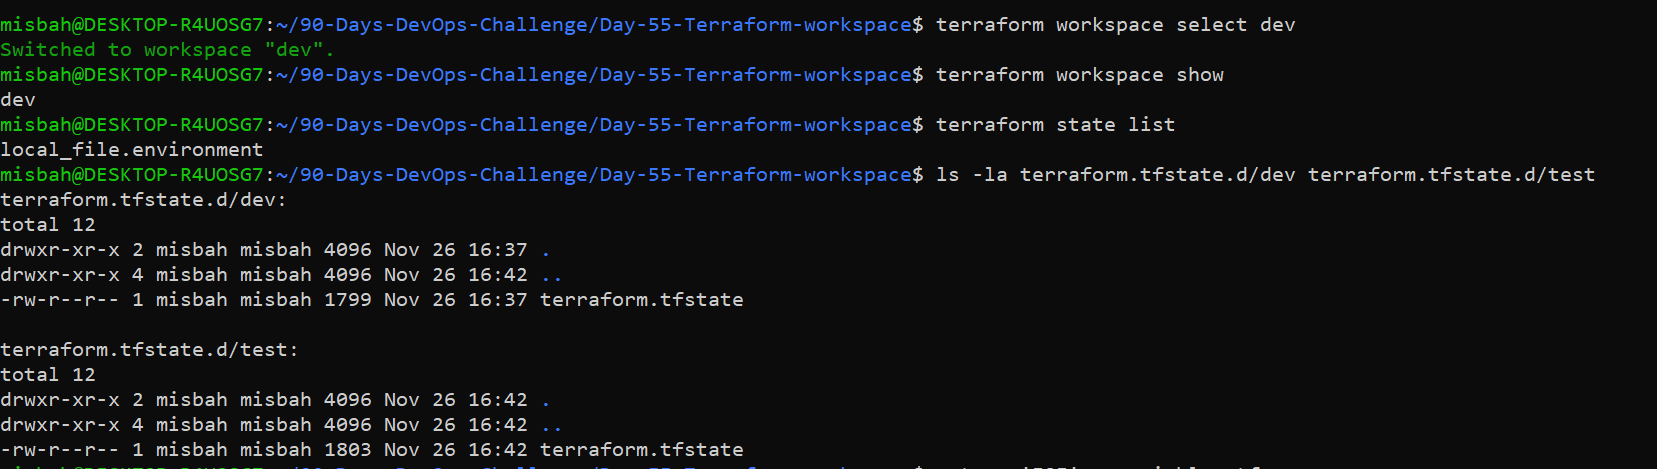 misbah@DESKTOP-R4UOSG7:~/90-Days-DevOps-Challenge/Day-55-Terraform-workspace$ terraform workspace select dev
Switched to workspace "dev".
misbah@DESKTOP-R4UOSG7:~/90-Days-DevOps-Challenge/Day-55-Terraform-workspace$ terraform workspace show
dev
misbah@DESKTOP-R4UOSG7:~/90-Days-DevOps-Challenge/Day-55-Terraform-workspace$ terraform state list
local_file.environment
misbah@DESKTOP-R4UOSG7:~/90-Days-DevOps-Challenge/Day-55-Terraform-workspace$ ls -la terraform.tfstate.d/dev terraform.tfstate.d/test
terraform.tfstate.d/dev:
total 12
drwxr-xr-x 2 misbah misbah 4096 Nov 26 16:37 .
drwxr-xr-x 4 misbah misbah 4096 Nov 26 16:42 ..
-rw-r--r-- 1 misbah misbah 1799 Nov 26 16:37 terraform.tfstate
terraform.tfstate.d/test:
total 12
drwxr-xr-x 2 misbah misbah 4096 Nov 26 16:42 .
drwxr-xr-x 4 misbah misbah 4096 Nov 26 16:42 ..
-rw-r--r-- 1 misbah misbah 1803 Nov 26 16:42 terraform.tfstate